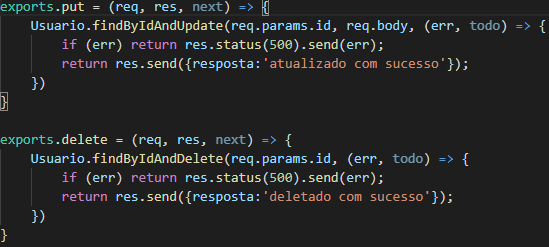 exports.put = (req, res, next) => {
    Usuario.findByIdAndUpdate(req.params.id, req.body, (err, todo) => {
        if (err) return res.status(500).send(err);
        return res.send({resposta:'atualizado com sucesso'});
    })
}

exports.delete = (req, res, next) => {
    Usuario.findByIdAndDelete(req.params.id, (err, todo) => {
        if (err) return res.status(500).send(err);
        return res.send({resposta:'deletado com sucesso'});
    })
}